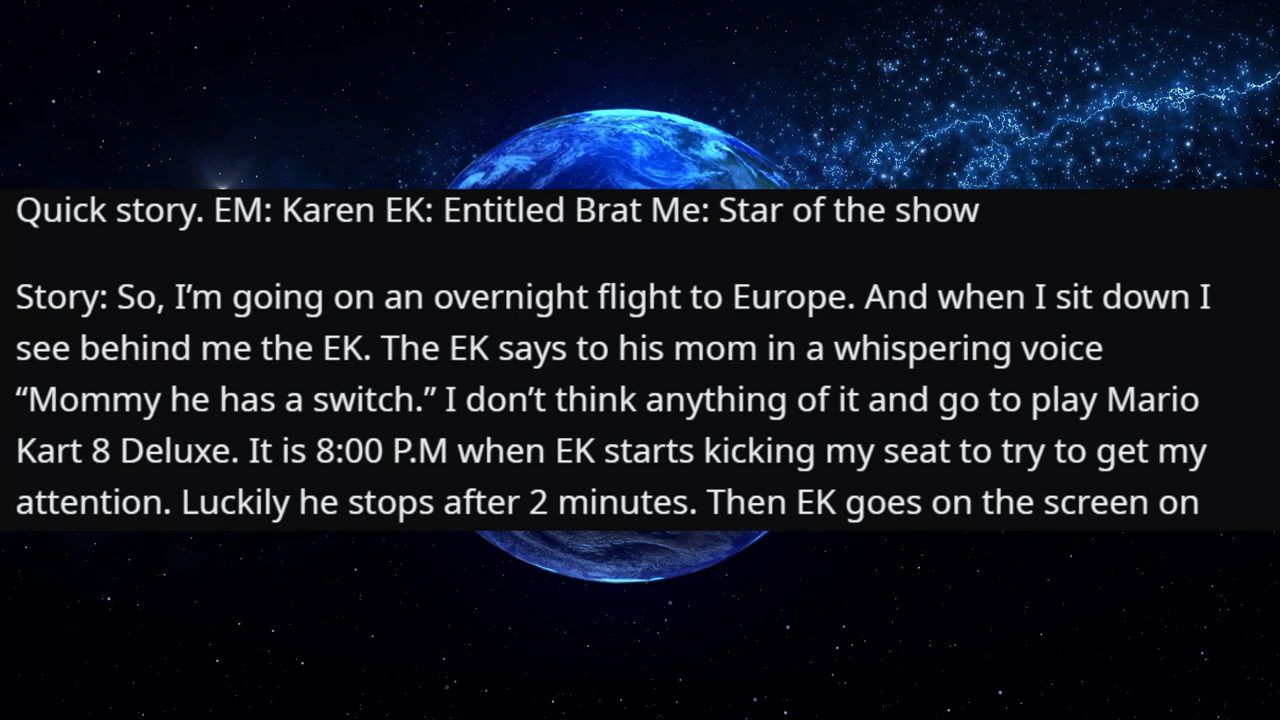 Quick story. EM: Karen EK: Entitled Brat Me: Star of the show
Story: So, I’m going on an overnight flight to Europe. And when I sit down I
see behind me the EK. The EK says to his mom in a whispering voice
“Mommy he has a switch.” I don’t think anything of it and go to play Mario
Kart 8 Deluxe. It is 8:00 P.M when EK starts kicking my seat to try to get my
attention. Luckily he stops after 2 minutes. Then EK goes on the screen on